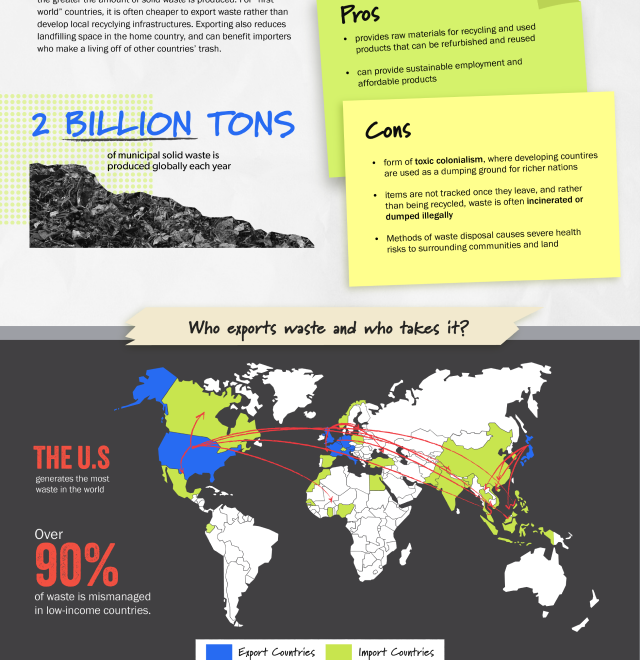 the greater the amount of solid waste is produced. For "first
world" countries, it is often cheaper to export waste rather than
develop local recyclying infrastructures. Exporting also reduces
landfilling space in the home country, and can benefit importers
who make a living off of other countries' trash.
2 BILLION TONS
of municipal solid waste is
produced globally each year
Pros
• provides raw materials for recycling and used
products that can be refurbished and reused
• can provide sustainable employment and
affordable products
Cons
• form of toxic colonialism, where developing countires
are used as a dumping ground for richer nations
• items are not tracked once they leave, and rather
than being recycled, waste is often incinerated or
dumped illegally
• Methods of waste disposal causes severe health
risks to surrounding communities and land
Who exports waste and who takes it?
THE U.S
generates the most
waste in the world
Over
90%
of waste is mismanaged
in low-income countries.
Export Countries
Import Countries